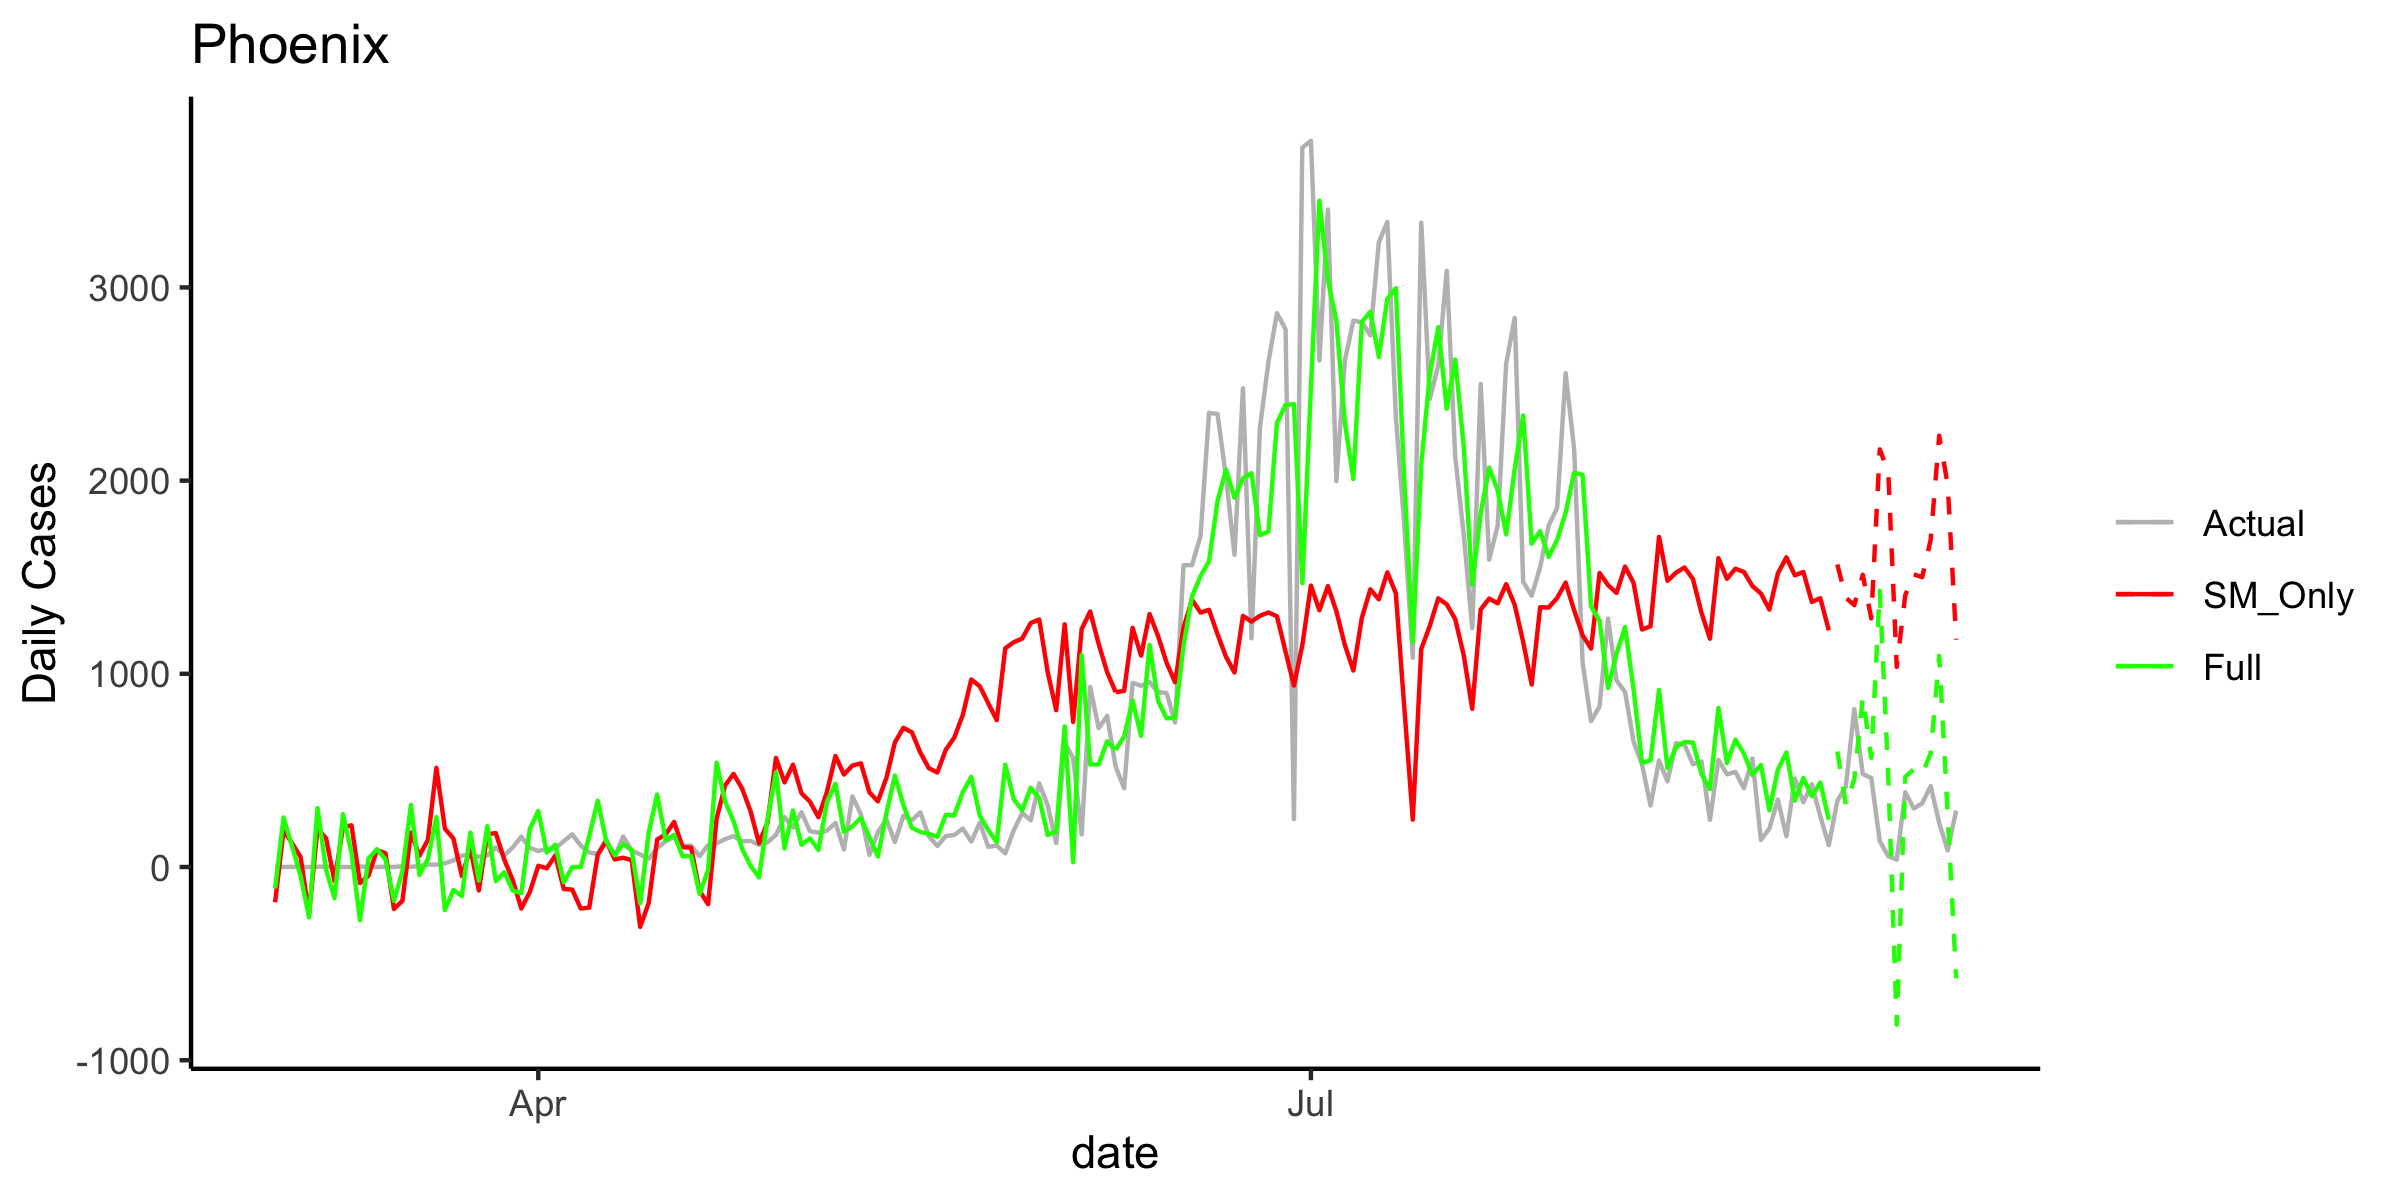 Phoenix
Daily Cases
3000
2000
1000
0
-1000
Apr
Jul
date
Actual
SM_Only
Full